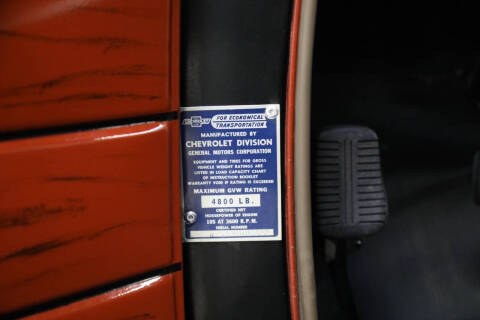 FOR ECONOMICAL
TRANSPORTATION
MANUFACTURED BY
CHEVROLET DIVISION
GENERAL MOTORS CORPORATION
EQUIPMENT AND TIRES FOR GROSS
VEHICLE WEIGHT RATINGS ARE
LISTED IN LOAD CAPACITY CHART
OF INSTRUCTION BOOKLET
WARRANTY VOID IF RATING IS EXCEEDED
MAXIMUM GVW RATING
4800 LB.
CERTIFIED NET
HORSEPOWER OF ENGINE
105 AT 3600 R.P.M.
SERIAL NUMBER